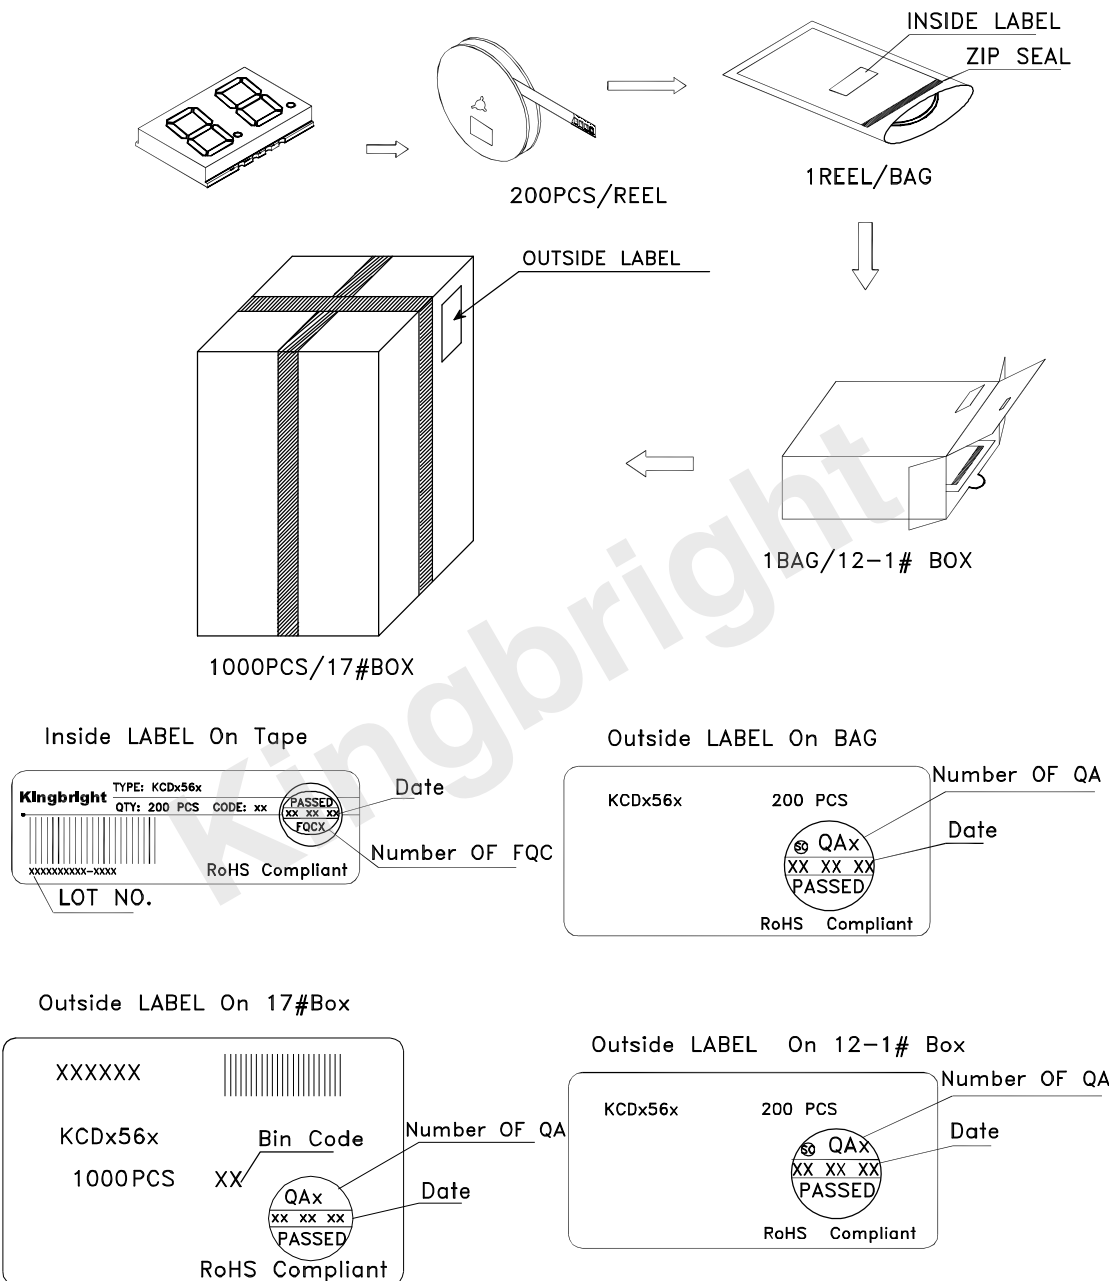 INSIDE LABEL
ZIP SEAL
200PCS/REEL
1REEL/BAG
OUTSIDE LABEL
1BAG/12-1# BOX
1000PCS/17#BOX
Kingbright
Inside LABEL On Tape
Kingbright
TYPE: KCDx56x
QTY: 200 PCS CODE: xx
PASSED
xx xx xx
FQCX
Date
Number OF FQC
xxxxxxxxxx-xxxx
RoHS Compliant
LOT NO.
Outside LABEL On BAG
KCDx56x 200 PCS
Number OF QA
SC QAx
Date
XX XX XX
PASSED
RoHS Compliant
Outside LABEL On 17#Box
XXXXXX
KCDx56x
Bin Code
Number OF QA
1000PCS XX
QAx
Date
xx xx xx
PASSED
RoHS Compliant
Outside LABEL On 12-1# Box
KCDx56x 200 PCS
Number OF QA
SC QAx
Date
XX XX XX
PASSED
RoHS Compliant